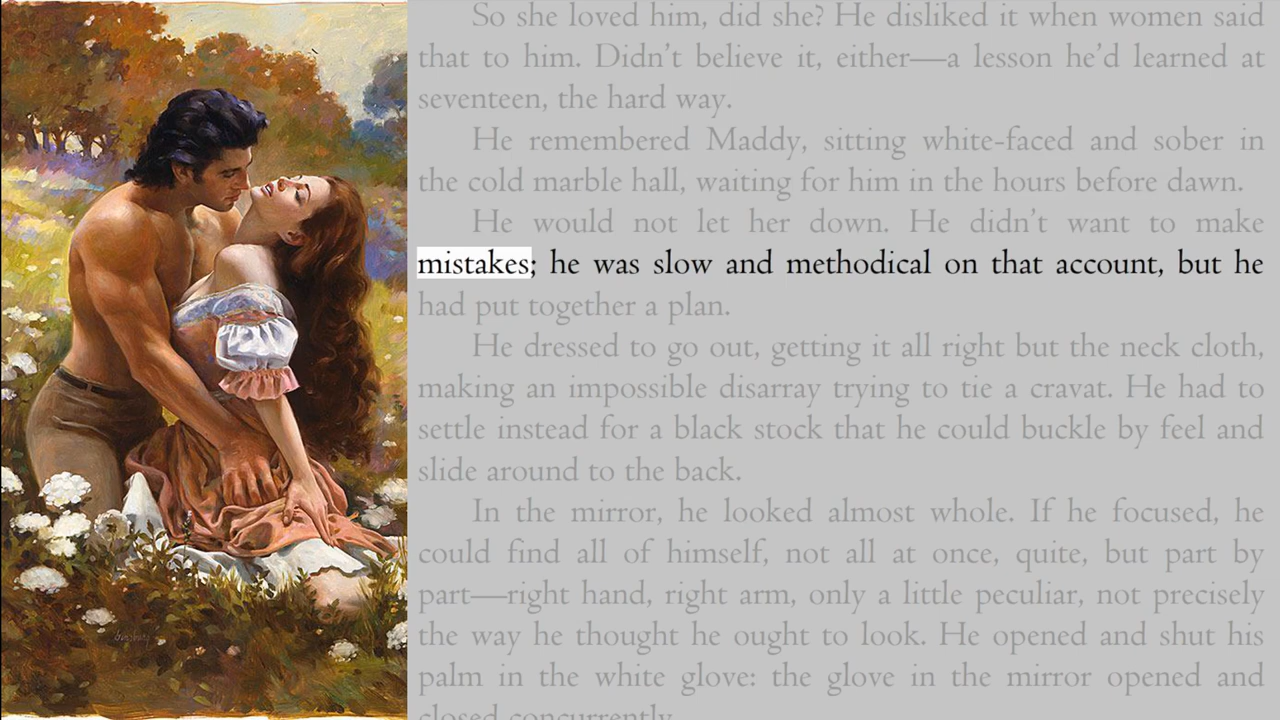 So she loved him, did she? He disliked it when women said
that to him. Didn't believe it, either—a lesson he'd learned at
seventeen, the hard way.
He remembered Maddy, sitting white-faced and sober in
the cold marble hall, waiting for him in the hours before dawn.
He would not let her down. He didn't want to make
mistakes; he was slow and methodical on that account, but he
had put together a plan.
He dressed to go out, getting it all right but the neck cloth,
making an impossible disarray trying to tie a cravat. He had to
settle instead for a black stock that he could buckle by feel and
slide around to the back.
In the mirror, he looked almost whole. If he focused, he
could find all of himself, not all at once, quite, but part by
part—right hand, right arm, only a little peculiar, not precisely
the way he thought he ought to look. He opened and shut his
palm in the white glove: the glove in the mirror opened and
closed concurrently.